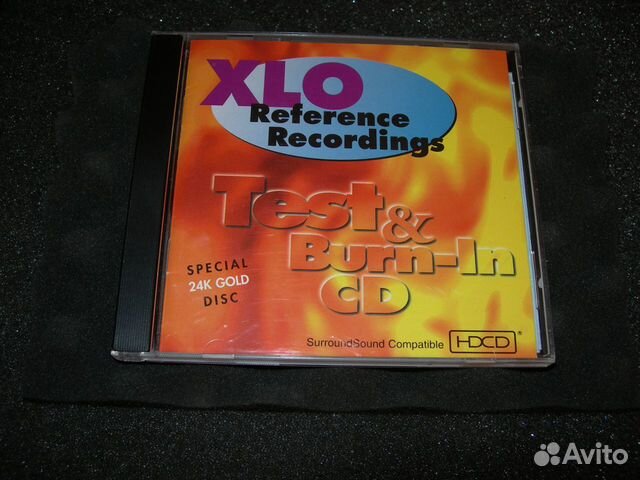 XLO
Reference
Recordings
Test &
Burn-In
CD
SPECIAL
24K GOLD
DISC
SurroundSound Compatible HDCD®
Avito